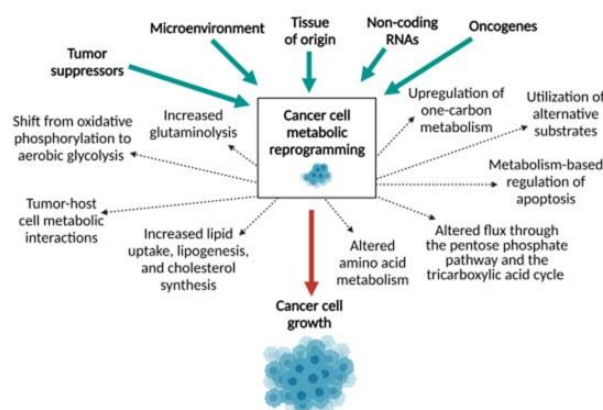 Tumor
suppressors
Microenvironment
Tissue
of origin
Non-coding
RNAs
Oncogenes
Cancer cell
metabolic
reprogramming
Shift from oxidative
phosphorylation to
aerobic glycolysis
Increased
glutaminolysis
Upregulation of
one-carbon
metabolism
Utilization of
alternative
substrates
Metabolism-based
regulation of
apoptosis
Tumor-host
cell metabolic
interactions
Increased lipid
uptake, lipogenesis,
and cholesterol
synthesis
Altered
amino acid
metabolism
Altered flux through
the pentose phosphate
pathway and the
tricarboxylic acid cycle
Cancer cell
growth